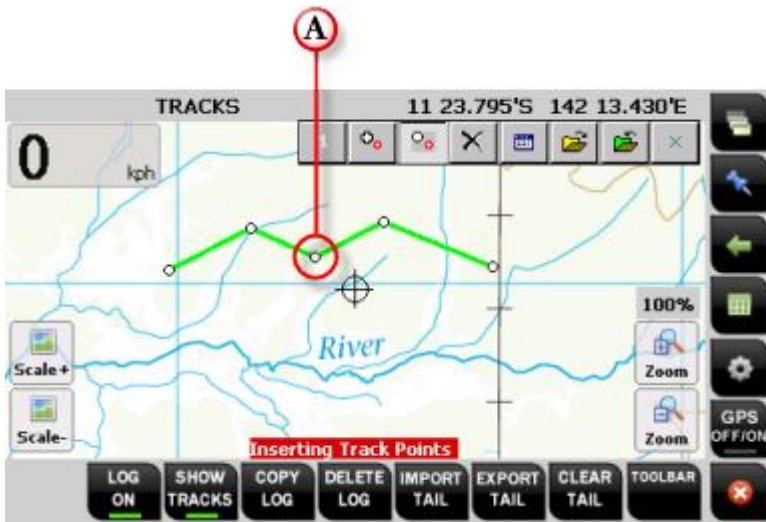 A
TRACKS 11 23.795'S 142 13.430'E
0 kph
100%
River
Scale+
Zoom
Scale-
Zoom
GPS
OFF/ON
Inserting Track Points
LOG ON
SHOW TRACKS
COPY LOG
DELETE LOG
IMPORT TAIL
EXPORT TAIL
CLEAR TAIL
TOOLBAR